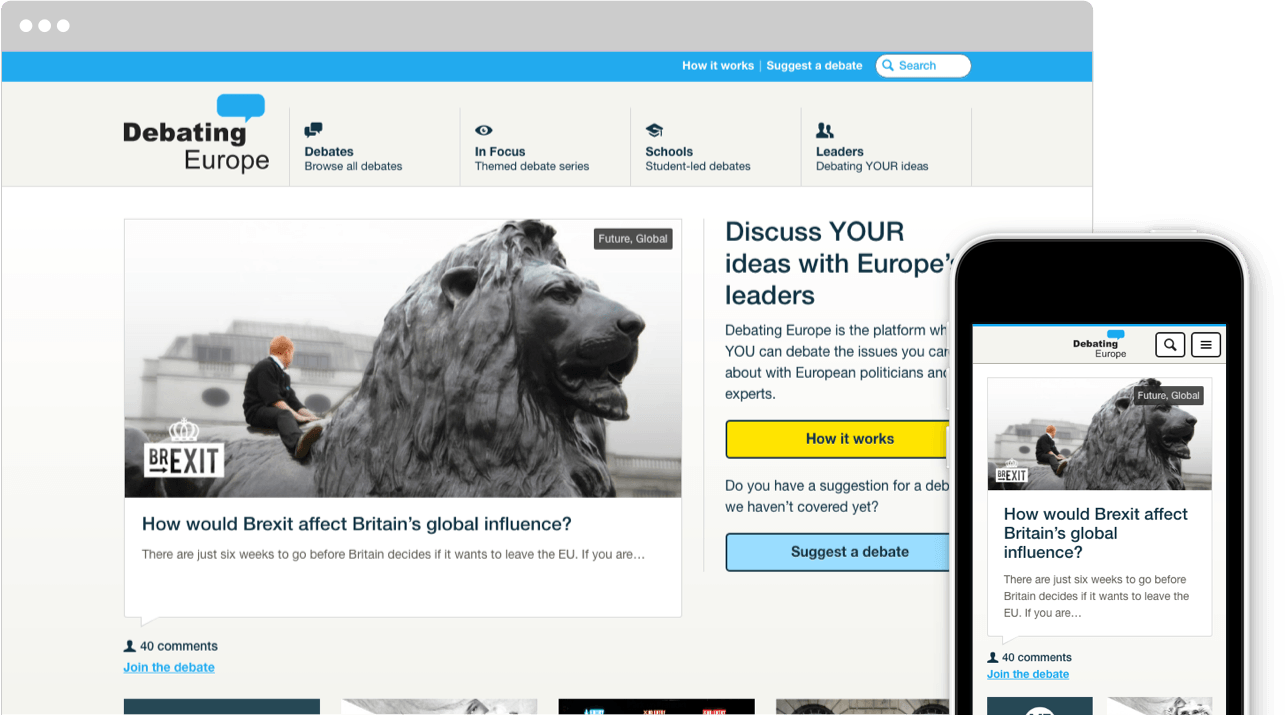 How it works | Suggest a debate
Search
Debating
Europe
Debates
Browse all debates
In Focus
Themed debate series
Schools
Student-led debates
Leaders
Debating YOUR ideas
Future, Global
BREXIT
How would Brexit affect Britain’s global influence?
There are just six weeks to go before Britain decides if it wants to leave the EU. If you are…
40 comments
Join the debate
Discuss YOUR
ideas with Europe’
leaders
Debating Europe is the platform wh
YOU can debate the issues you car
about with European politicians and
experts.
How it works
Do you have a suggestion for a deb
we haven’t covered yet?
Suggest a debate
Debating
Europe
Future, Global
BREXIT
How would Brexit affect
Britain’s global
influence?
There are just six weeks to go before
Britain decides if it wants to leave the
EU. If you are…
40 comments
Join the debate